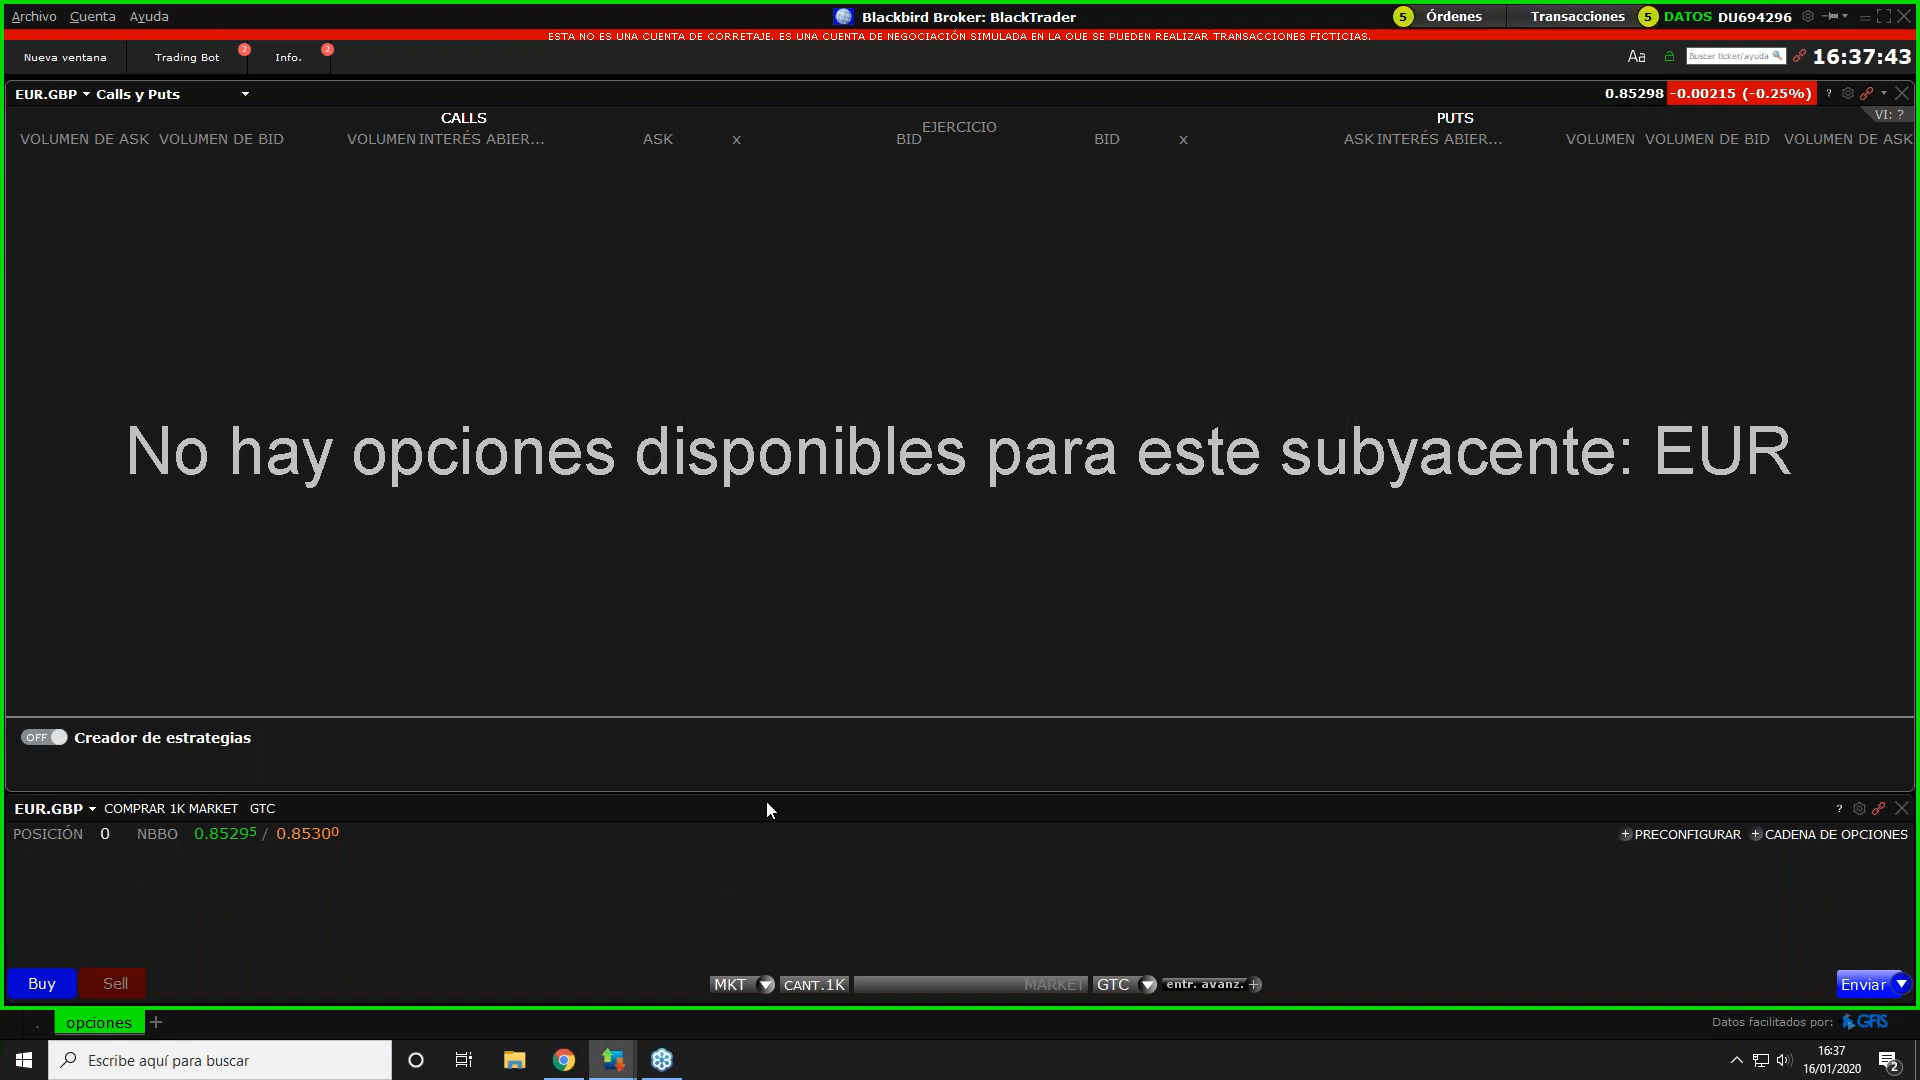 Archivo Cuenta Ayuda Blackbird Broker: BlackTrader 5 Órdenes Transacciones 5 DATOS DU694296
ESTA NO ES UNA CUENTA DE CORRETAJE. ES UNA CUENTA DE NEGOCIACIÓN SIMULADA EN LA QUE SE PUEDEN REALIZAR TRANSACCIONES FICTICIAS.
Nueva ventana Trading Bot 2 Info. 2 Aa Buscar ticker/ayuda 16:37:43
EUR.GBP Calls y Puts 0.85298 -0.00215 (-0.25%) ?
CALLS EJERCICIO PUTS VI: ?
VOLUMEN DE ASK VOLUMEN DE BID VOLUMEN INTERÉS ABIER... ASK x BID BID x ASK INTERÉS ABIER... VOLUMEN VOLUMEN DE BID VOLUMEN DE ASK
No hay opciones disponibles para este subyacente: EUR
OFF Creador de estrategias
EUR.GBP COMPRAR 1K MARKET GTC ?
POSICIÓN 0 NBBO 0.85295 / 0.85300 + PRECONFIGURAR + CADENA DE OPCIONES
Buy Sell MKT CANT.1K MARKET GTC entr. avanz. + Enviar
. opciones + Datos facilitados por: GFIS
Escribe aquí para buscar 16:37
16/01/2020 2